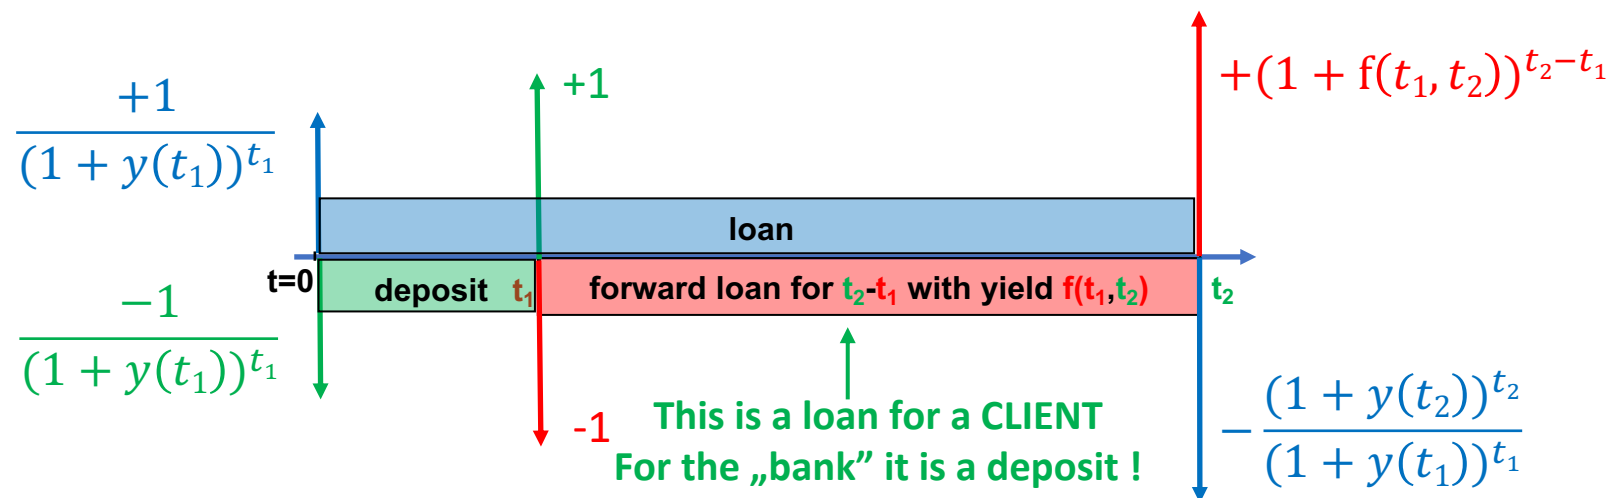 +1
+(1 + f(t₁, t₂))^{t₂−t₁}
+1
(1 + y(t₁))^{t₁}
loan
t=0
deposit t₁
forward loan for t₂-t₁ with yield f(t₁,t₂)
t₂
−1
(1 + y(t₁))^{t₁}
-1
This is a loan for a CLIENT
For the „bank” it is a deposit !
− (1 + y(t₂))^{t₂}
(1 + y(t₁))^{t₁}